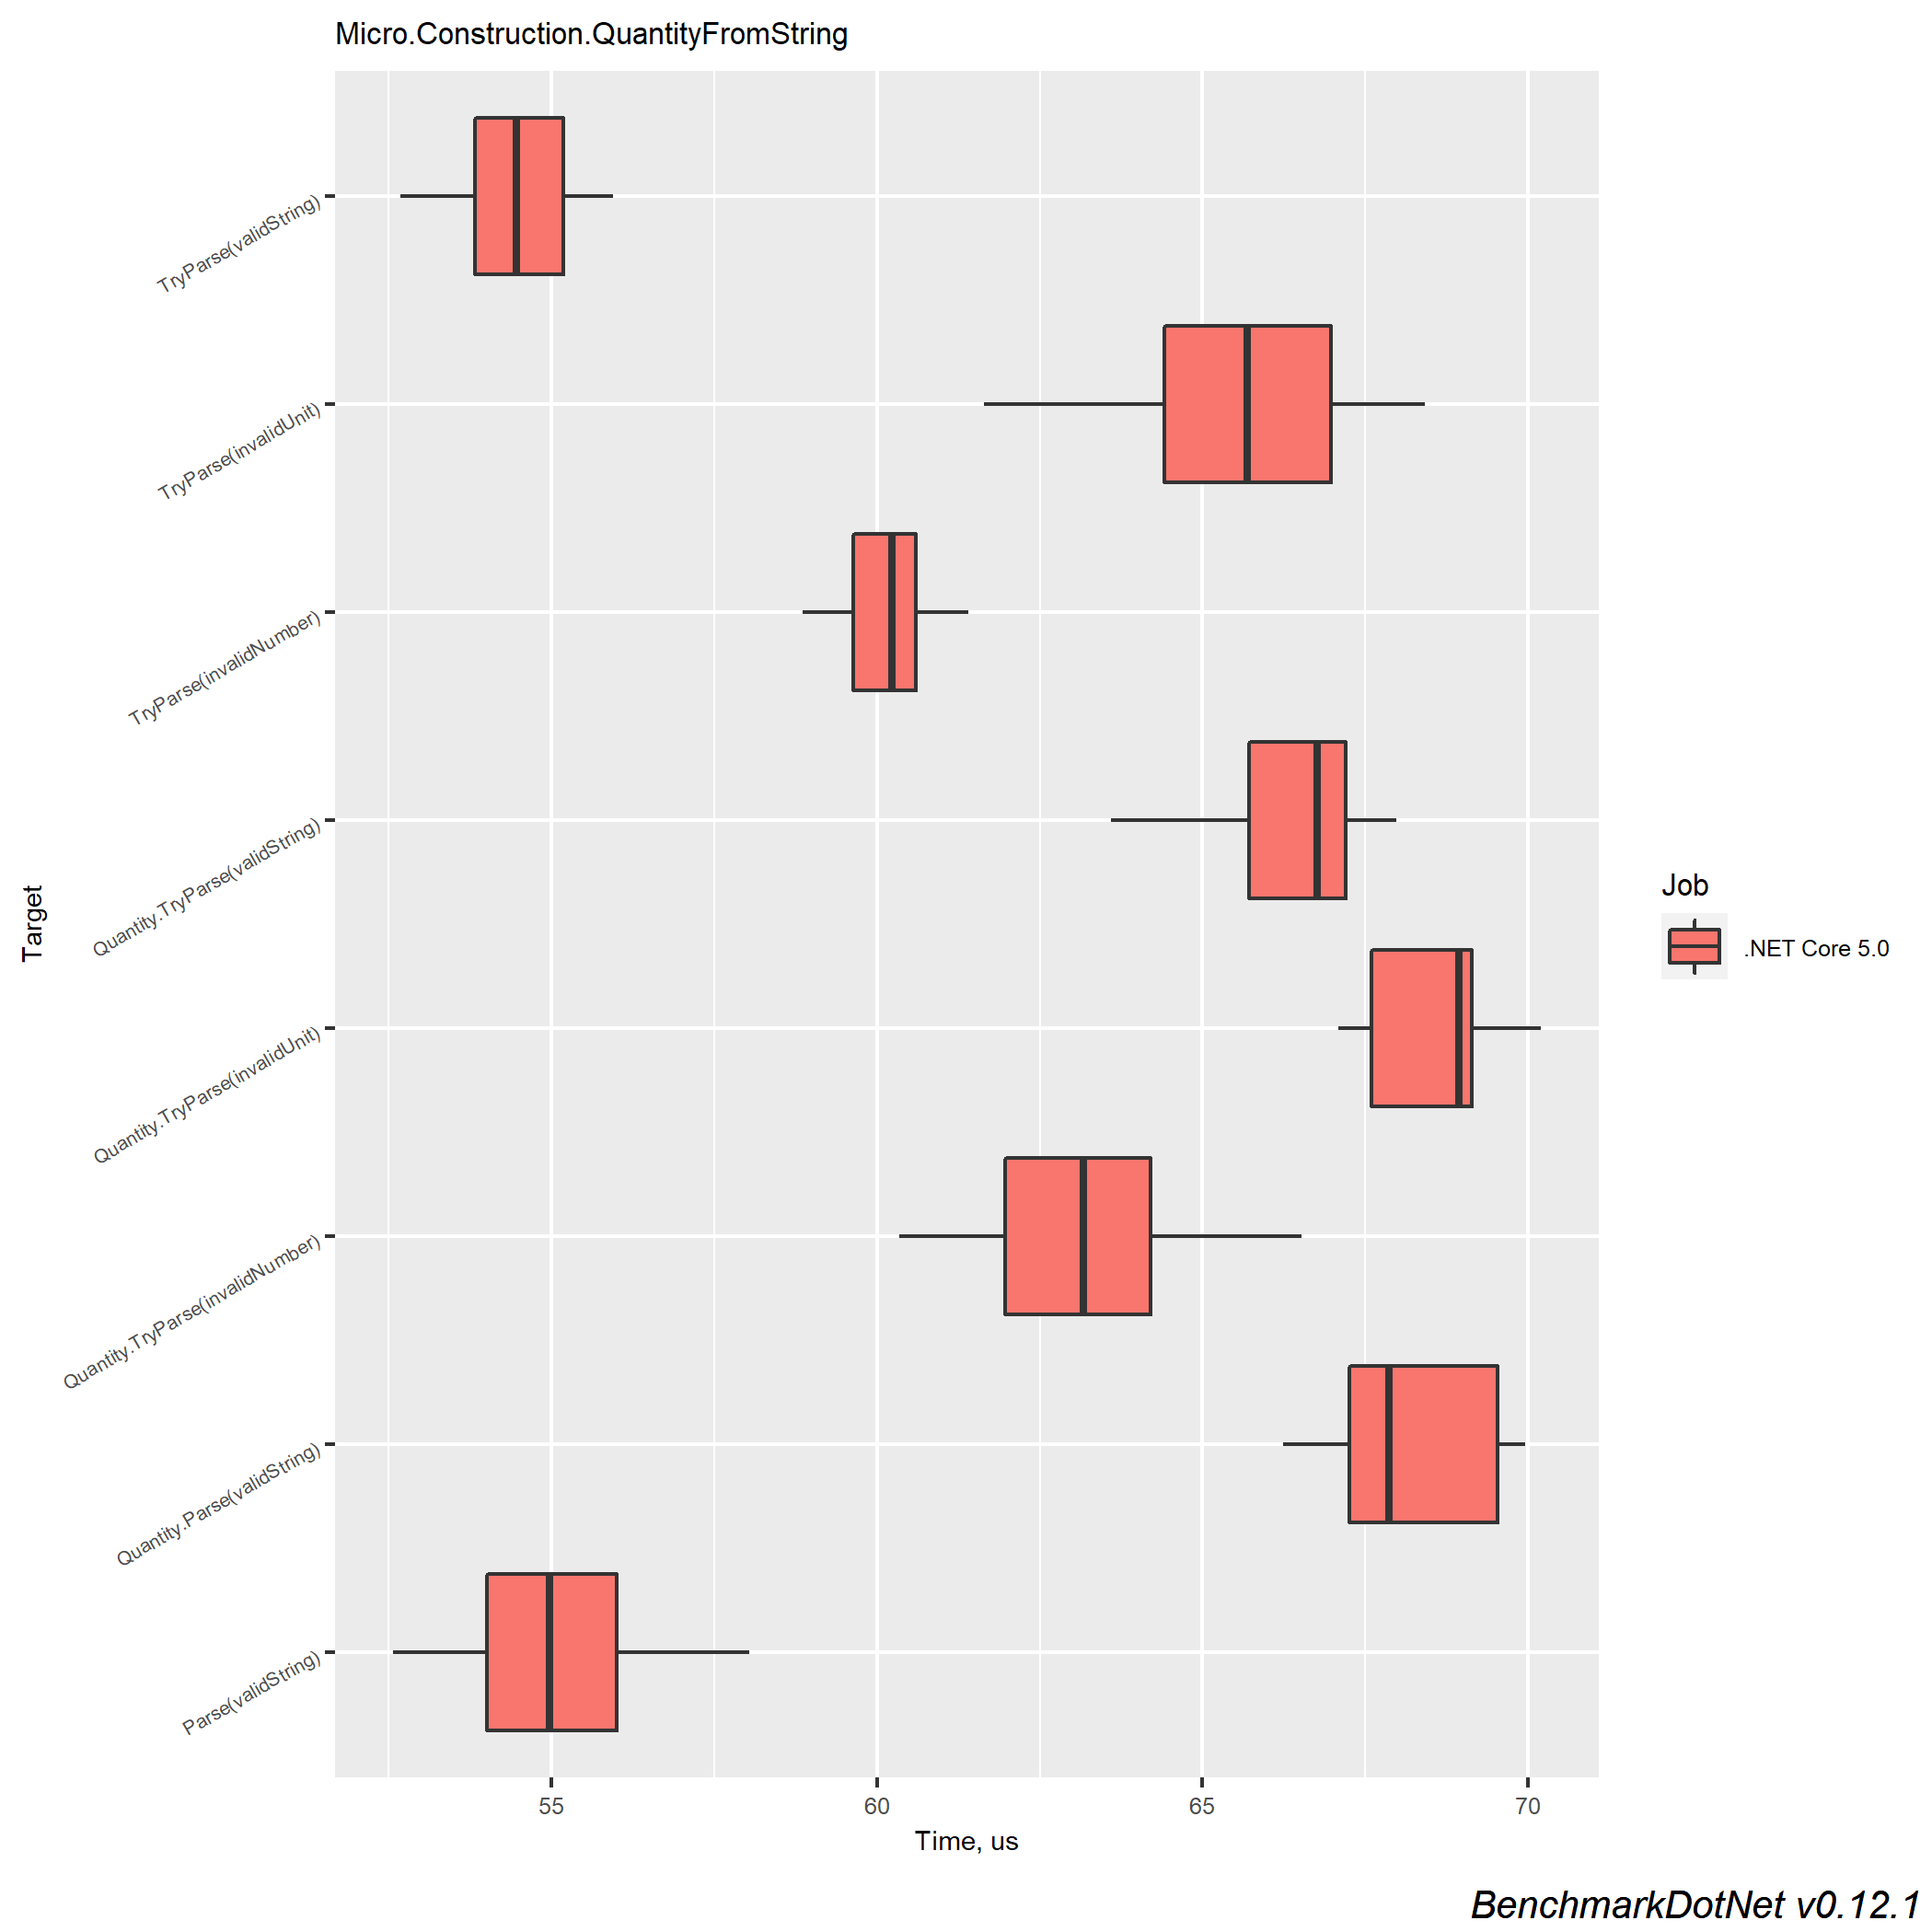 Micro.Construction.QuantityFromString
TryParse(validString)
TryParse(invalidUnit)
TryParse(invalidNumber)
Quantity.TryParse(validString)
Quantity.TryParse(invalidUnit)
Quantity.TryParse(invalidNumber)
Quantity.Parse(validString)
Parse(validString)
Target
55 60 65 70
Time, us
Job
.NET Core 5.0
BenchmarkDotNet v0.12.1